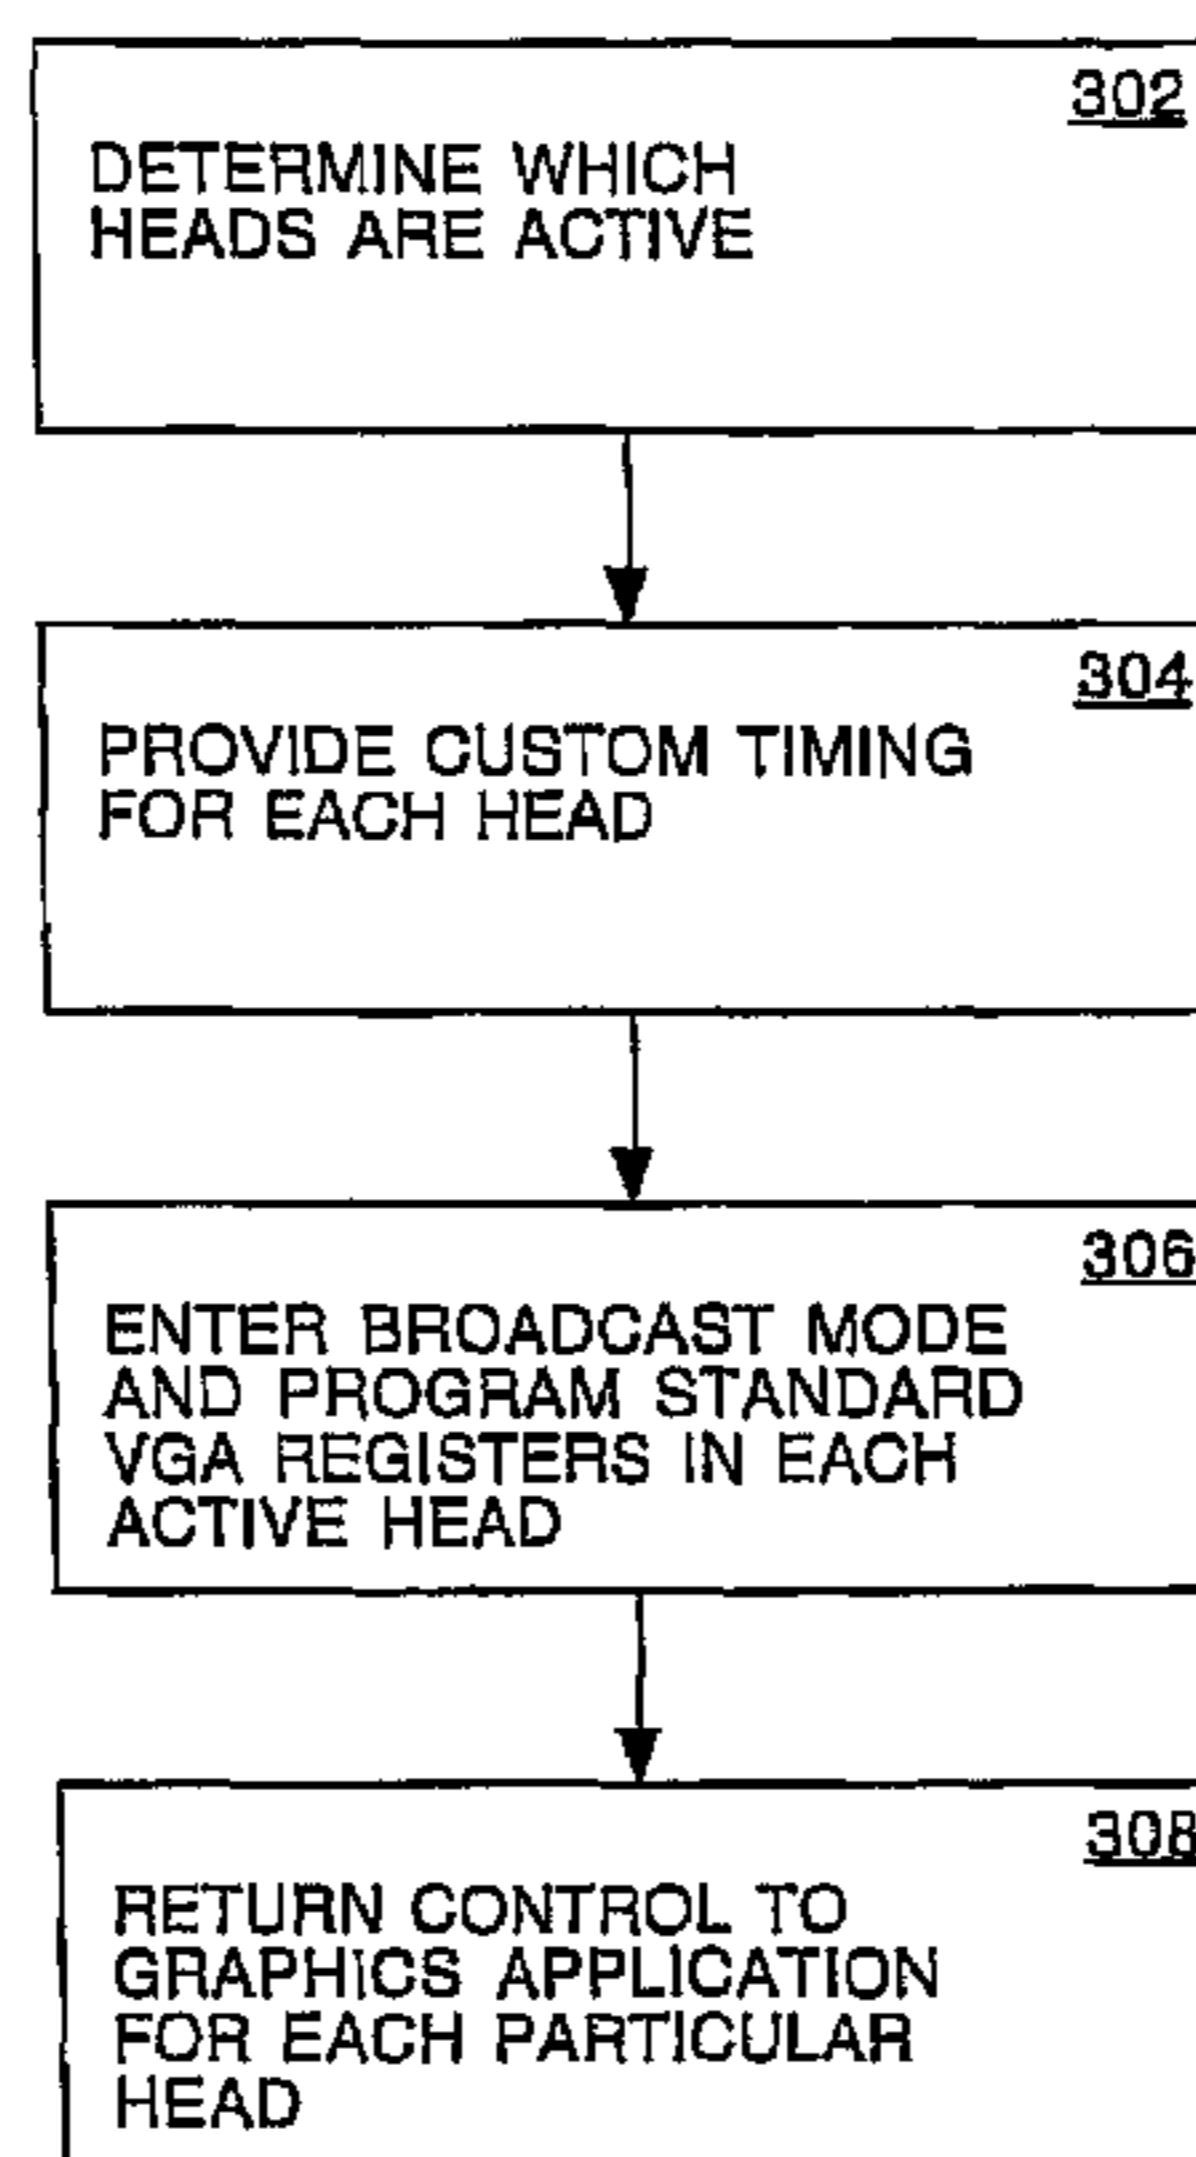 302
DETERMINE WHICH
HEADS ARE ACTIVE
304
PROVIDE CUSTOM TIMING
FOR EACH HEAD
306
ENTER BROADCAST MODE
AND PROGRAM STANDARD
VGA REGISTERS IN EACH
ACTIVE HEAD
308
RETURN CONTROL TO
GRAPHICS APPLICATION
FOR EACH PARTICULAR
HEAD